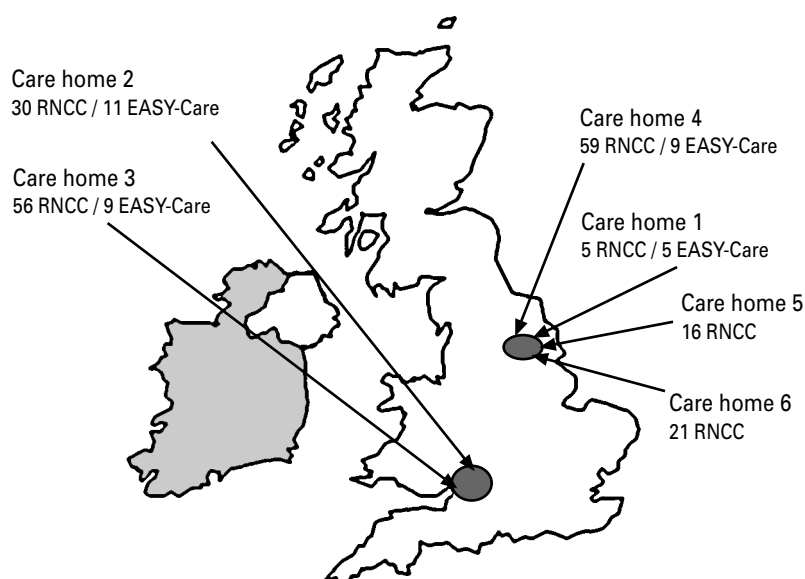 Care home 2
30 RNCC / 11 EASY-Care
Care home 3
56 RNCC / 9 EASY-Care
Care home 4
59 RNCC / 9 EASY-Care
Care home 1
5 RNCC / 5 EASY-Care
Care home 5
16 RNCC
Care home 6
21 RNCC